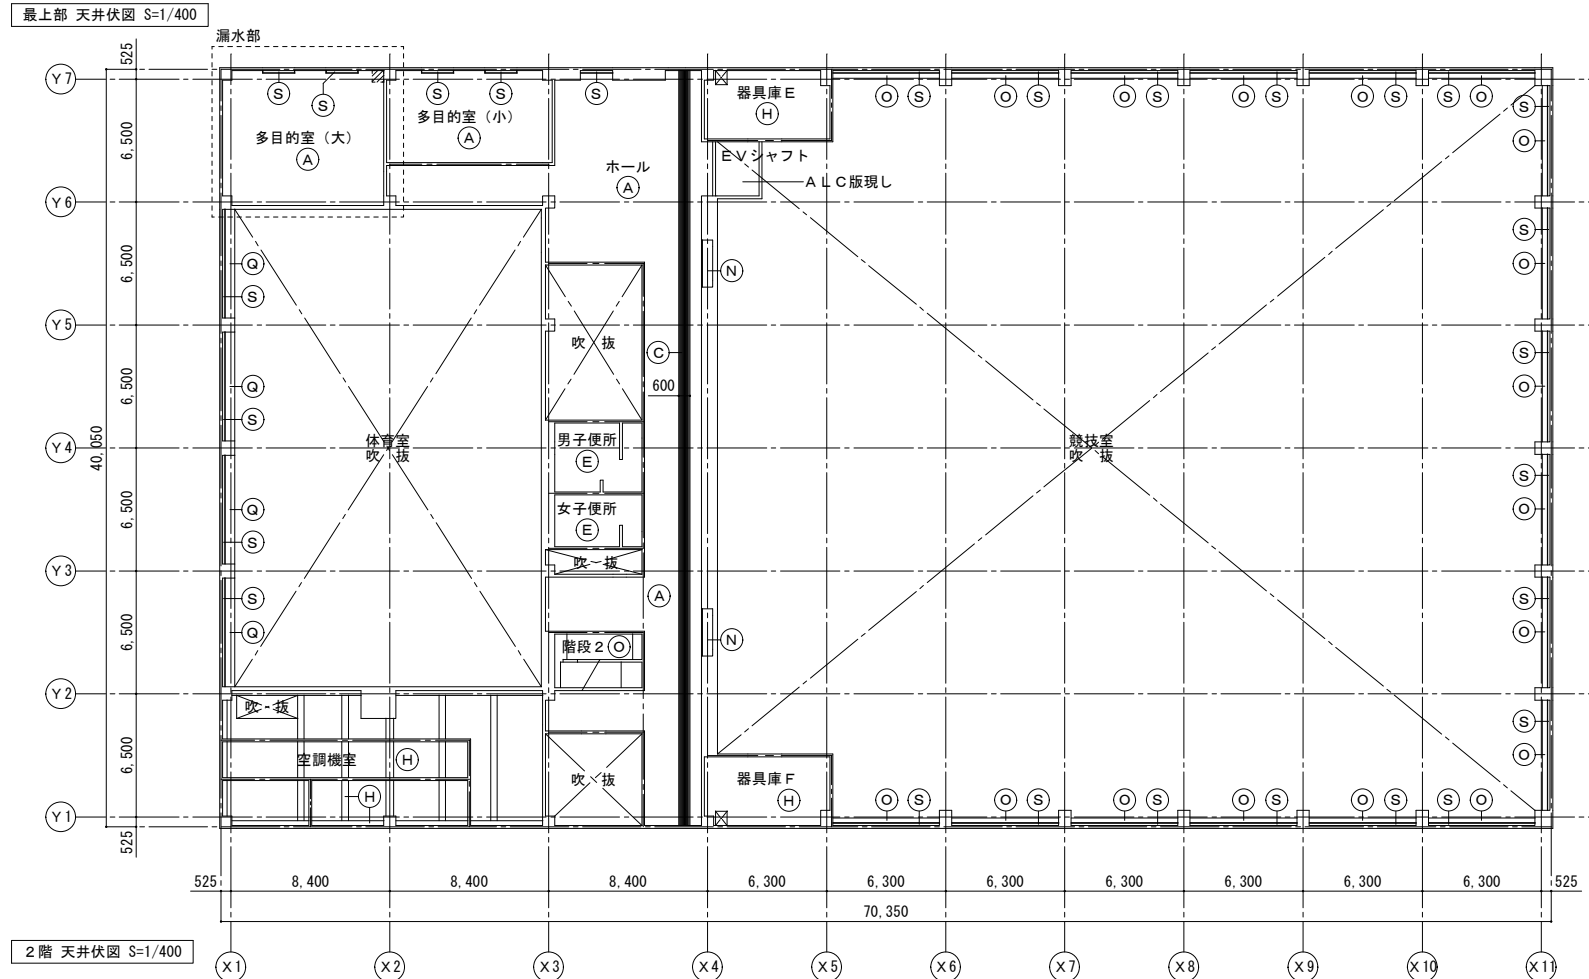 最上部 天井伏図 S=1/400
漏水部
525
Y7
S
S
S
S
S
器具庫E
H
O
S
O
S
O
S
O
S
O
S
S
O
S
多目的室（大）
A
多目的室（小）
A
ホール
A
EVシャフト
ALC版現し
O
6,500
Y6
S
Q
N
O
6,500
S
Y5
吹 抜
C
S
600
Q
O
6,500
S
40,050
Y4
体育室
吹 抜
男子便所
E
競技室
吹 抜
S
6,500
Q
女子便所
E
O
S
Y3
吹 抜
S
A
S
6,500
Q
階段2
O
N
O
Y2
吹 抜
S
6,500
空調機室
H
吹 抜
器具庫F
O
H
H
O
S
O
S
O
S
O
S
O
S
S
O
Y1
525
525
8,400
8,400
8,400
6,300
6,300
6,300
6,300
6,300
6,300
6,300
525
70,350
2階 天井伏図 S=1/400
X1
X2
X3
X4
X5
X6
X7
X8
X9
X10
X11